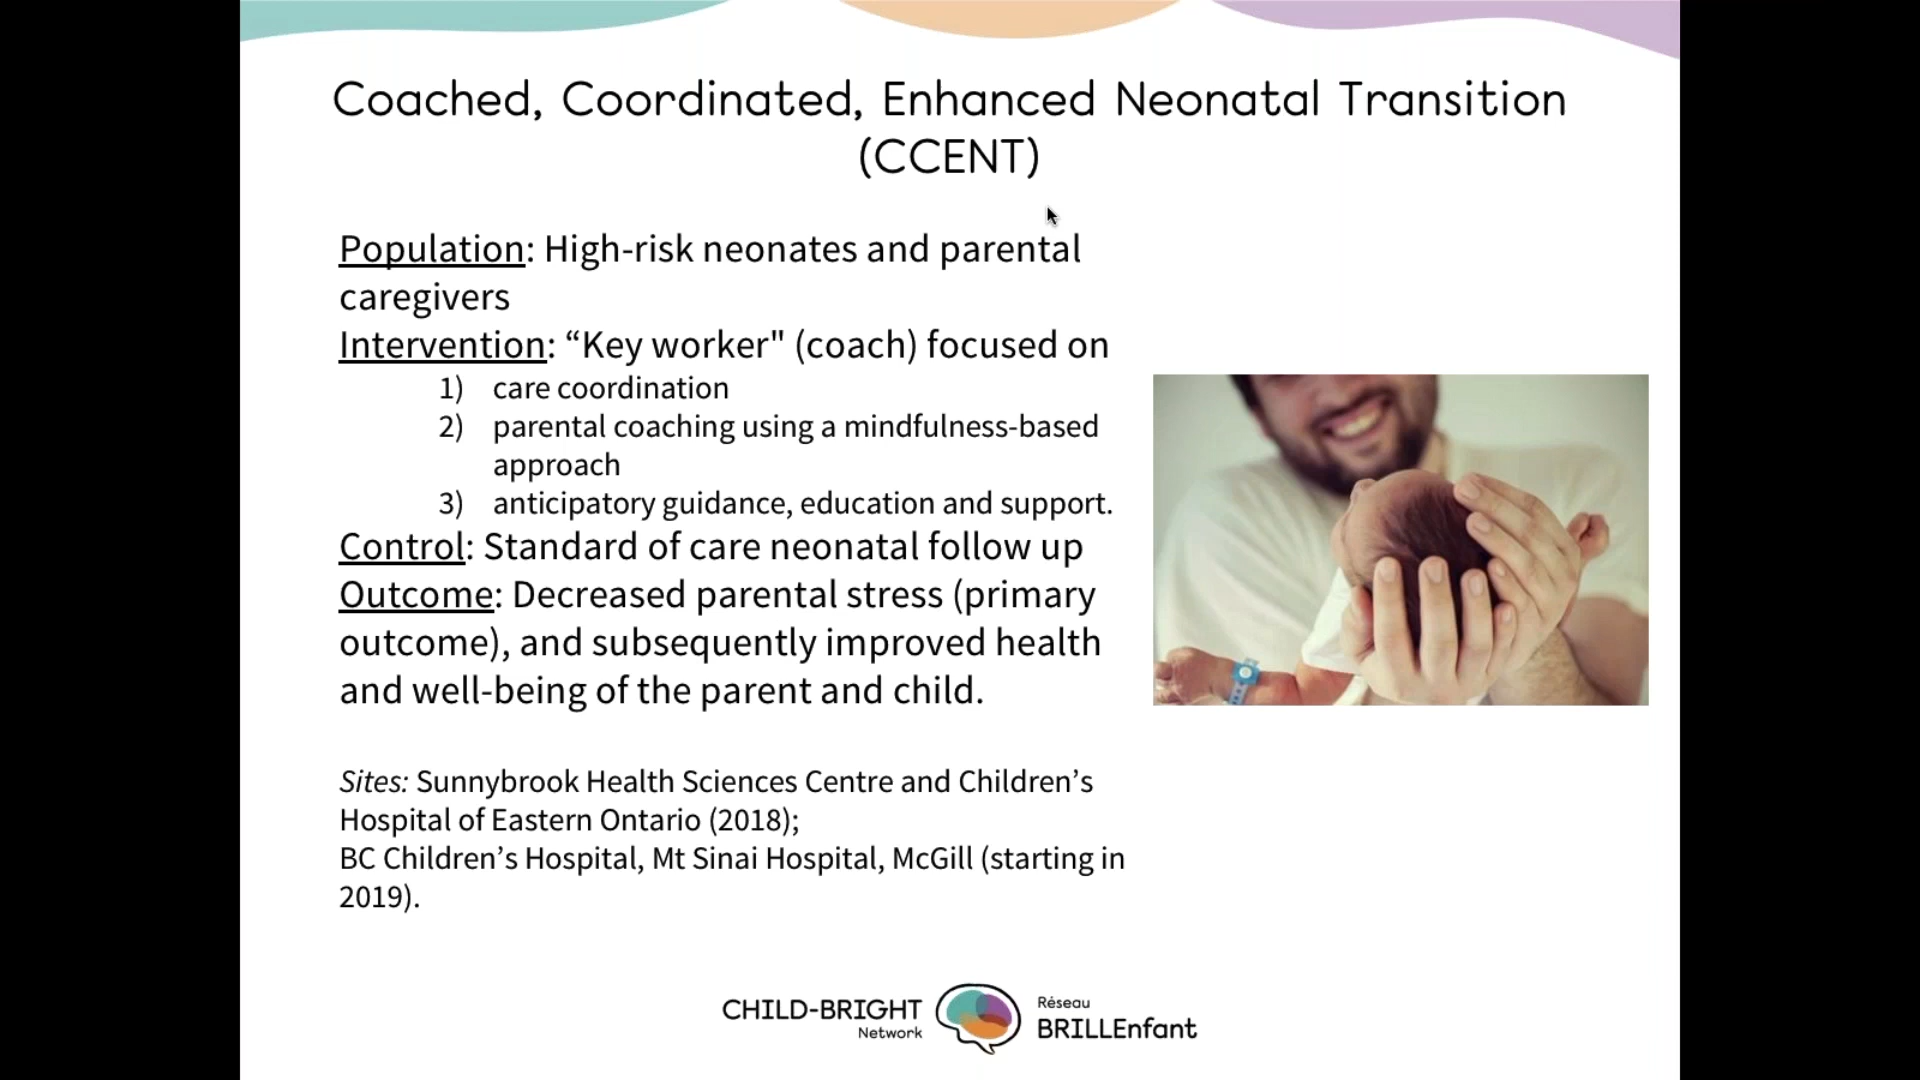 Coached, Coordinated, Enhanced Neonatal Transition
(CCENT)
Population: High-risk neonates and parental
caregivers
Intervention: “Key worker" (coach) focused on
1) care coordination
2) parental coaching using a mindfulness-based
approach
3) anticipatory guidance, education and support.
Control: Standard of care neonatal follow up
Outcome: Decreased parental stress (primary
outcome), and subsequently improved health
and well-being of the parent and child.
Sites: Sunnybrook Health Sciences Centre and Children’s
Hospital of Eastern Ontario (2018);
BC Children’s Hospital, Mt Sinai Hospital, McGill (starting in
2019).
CHILD-BRIGHT
Network
Réseau
BRILLEnfant